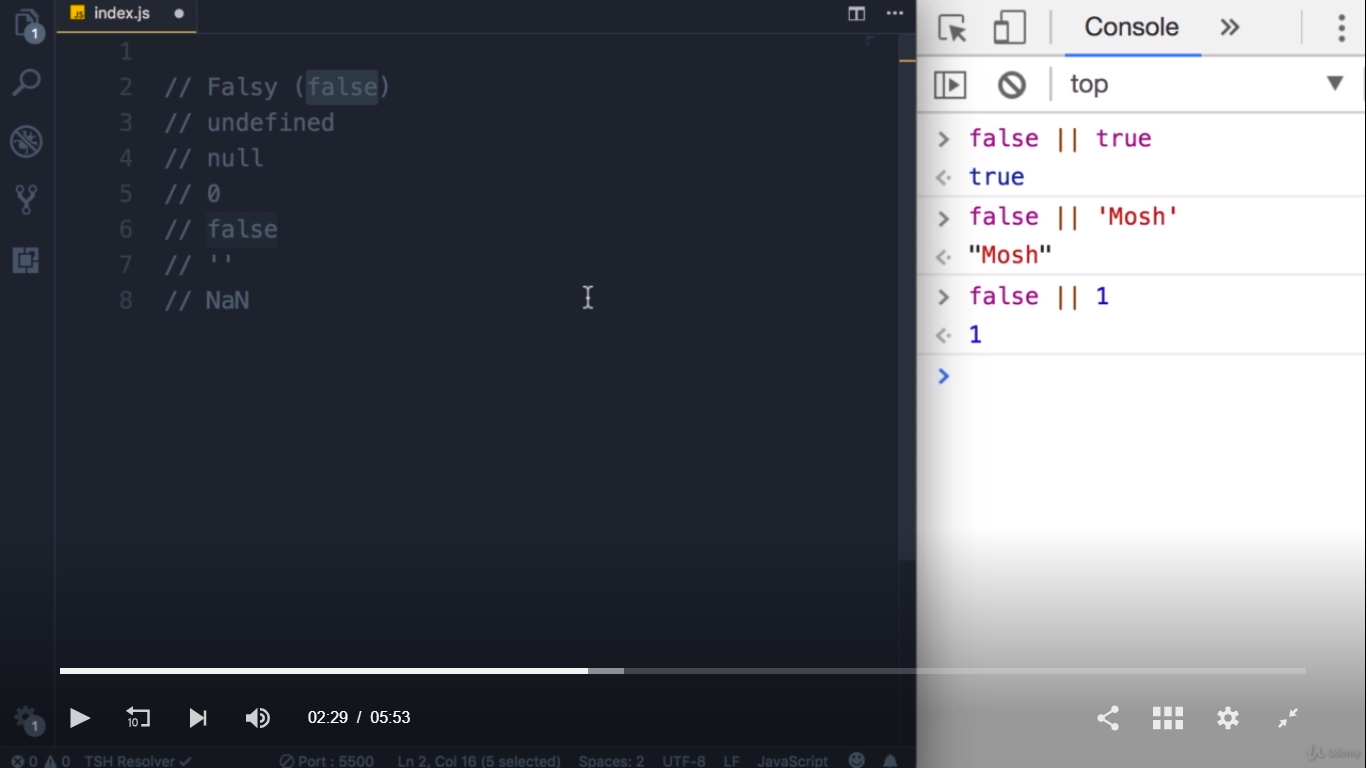 index.js
1
2 // Falsy (false)
3 // undefined
4 // null
5 // 0
6 // false
7 // ''
8 // NaN
1
1
Console
top
> false || true
true
> false || 'Mosh'
"Mosh"
> false || 1
1
>
10
02:29 / 05:53
0 0 TSH Resolver Port : 5500 Ln 2, Col 16 (5 selected) Spaces: 2 UTF-8 LF JavaScript
Udemy